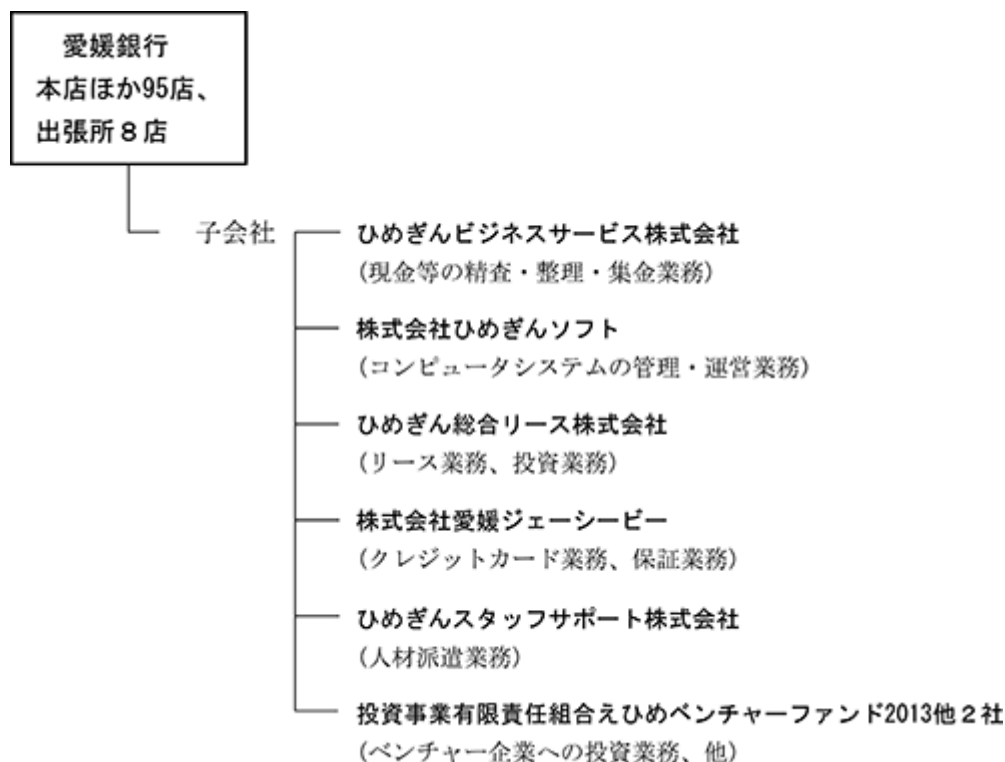 愛媛銀行
本店ほか95店、
出張所８店
子会社
ひめぎんビジネスサービス株式会社
(現金等の精査・整理・集金業務)
株式会社ひめぎんソフト
(コンピュータシステムの管理・運営業務)
ひめぎん総合リース株式会社
(リース業務、投資業務)
株式会社愛媛ジェーシービー
(クレジットカード業務、保証業務)
ひめぎんスタッフサポート株式会社
(人材派遣業務)
投資事業有限責任組合えひめベンチャーファンド2013他２社
(ベンチャー企業への投資業務、他)